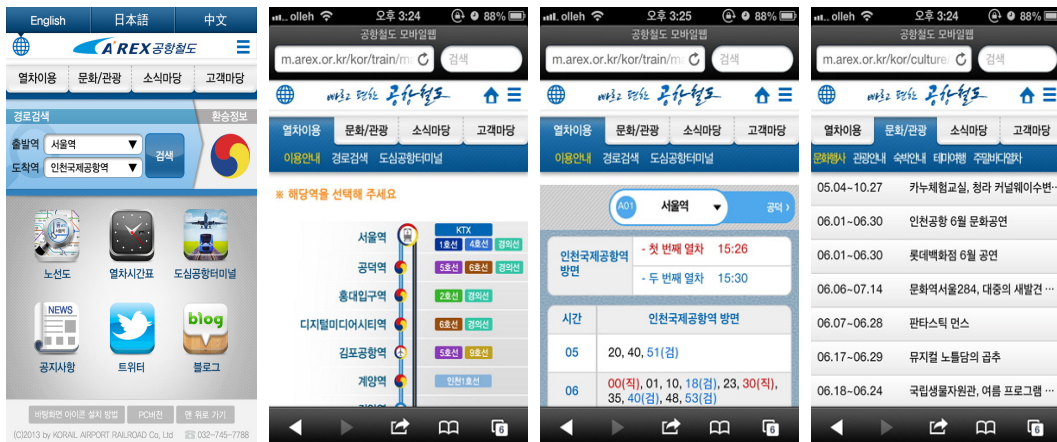 English 日本語 中文
A'REX 공항철도
열차이용 문화/관광 소식마당 고객마당
경로검색 환승정보
출발역 서울역 ▼
도착역 인천국제공항역 ▼
검색
노선도 열차시간표 도심공항터미널
NEWS
blog
공지사항 트위터 블로그
바탕화면 아이콘 설치 방법 PC버전 맨 위로 가기
(C)2013 by KORAIL AIRPORT RAILROAD Co, Ltd 032-745-7788
olleh 오후 3:24 88%
공항철도 모바일웹
m.arex.or.kr/kor/train/m 검색
빠르고 편한 공항철도
열차이용 문화/관광 소식마당 고객마당
이용안내 경로검색 도심공항터미널
※ 해당역을 선택해 주세요
서울역 KTX
1호선 4호선 경의선
공덕역 5호선 6호선 경의선
홍대입구역 2호선 경의선
디지털미디어시티역 6호선 경의선
김포공항역 5호선 9호선
계양역 인천1호선
6
olleh 오후 3:25 88%
공항철도 모바일웹
m.arex.or.kr/kor/train/m 검색
빠르고 편한 공항철도
열차이용 문화/관광 소식마당 고객마당
이용안내 경로검색 도심공항터미널
A01 서울역 ▼ 공덕 >
인천국제공항역
방면
- 첫 번째 열차 15:26
- 두 번째 열차 15:30
시간 인천국제공항역 방면
05 20, 40, 51(검)
06 00(직), 01, 10, 18(검), 23, 30(직),
35, 40(검), 48, 53(검)
6
olleh 오후 3:24 88%
공항철도 모바일웹
m.arex.or.kr/kor/culture 검색
빠르고 편한 공항철도
열차이용 문화/관광 소식마당 고객마당
문화행사 관광안내 숙박안내 테마여행 주말바다열차
05.04~10.27 카누체험교실, 청라 커널웨이수변…
06.01~06.30 인천공항 6월 문화공연
06.01~06.30 롯데백화점 6월 공연
06.06~07.14 문화역서울284, 대중의 새발견 …
06.07~06.28 판타스틱 먼스
06.17~06.29 뮤지컬 노틀담의 곱추
06.18~06.24 국립생물자원관, 여름 프로그램 …
6